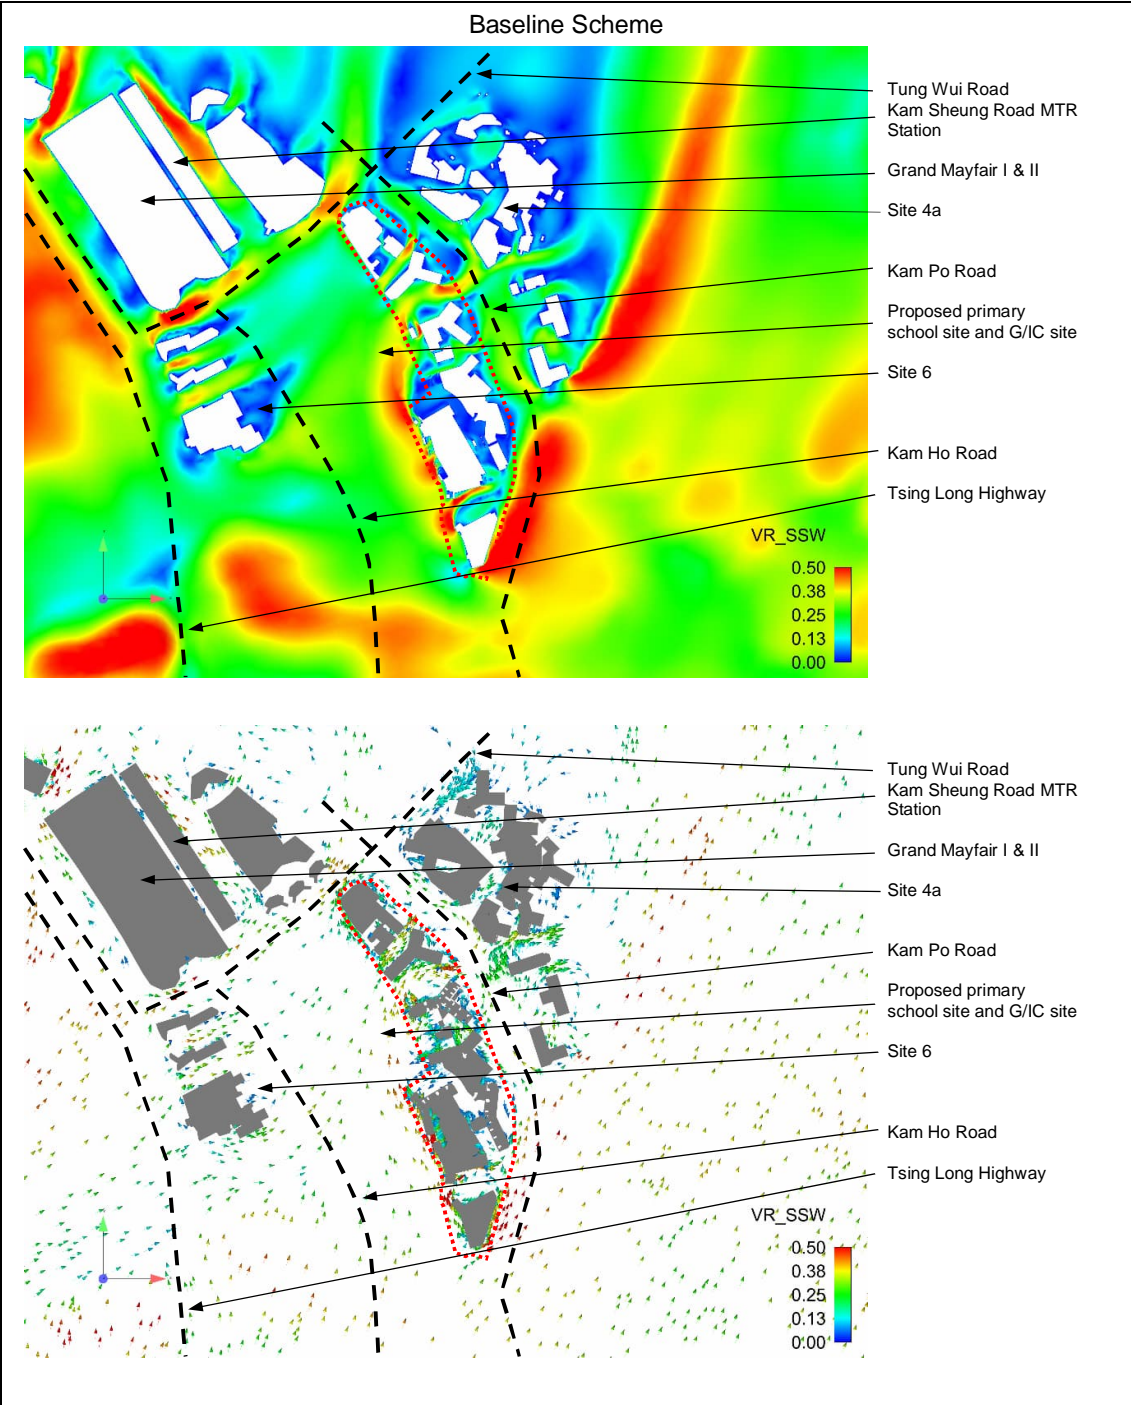 Baseline Scheme
Tung Wui Road
Kam Sheung Road MTR
Station
Grand Mayfair I & II
Site 4a
Kam Po Road
Proposed primary
school site and G/IC site
Site 6
Kam Ho Road
Tsing Long Highway
VR_SSW
0.50
0.38
0.25
0.13
0.00
Tung Wui Road
Kam Sheung Road MTR
Station
Grand Mayfair I & II
Site 4a
Kam Po Road
Proposed primary
school site and G/IC site
Site 6
Kam Ho Road
Tsing Long Highway
VR_SSW
0.50
0.38
0.25
0.13
0.00